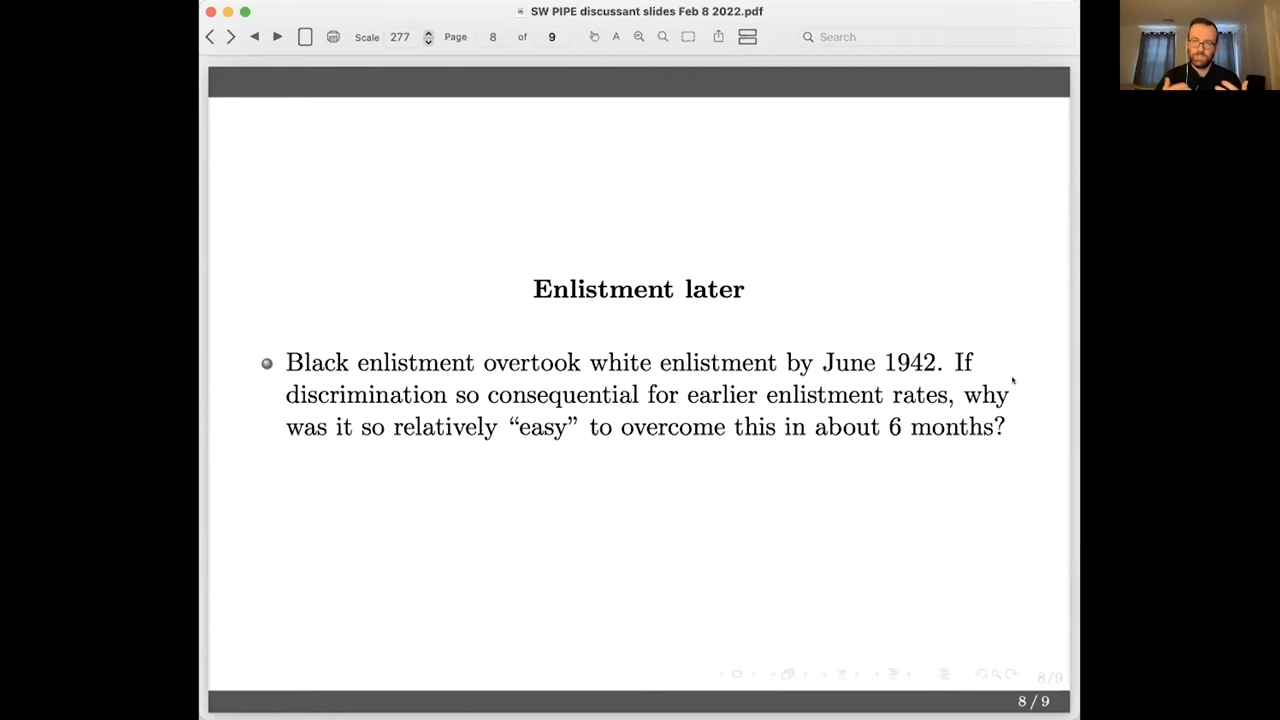 SW PIPE discussant slides Feb 8 2022.pdf
Scale 277 Page 8 of 9 Search
Enlistment later
Black enlistment overtook white enlistment by June 1942. If
discrimination so consequential for earlier enlistment rates, why
was it so relatively “easy” to overcome this in about 6 months?
8/9
8 / 9